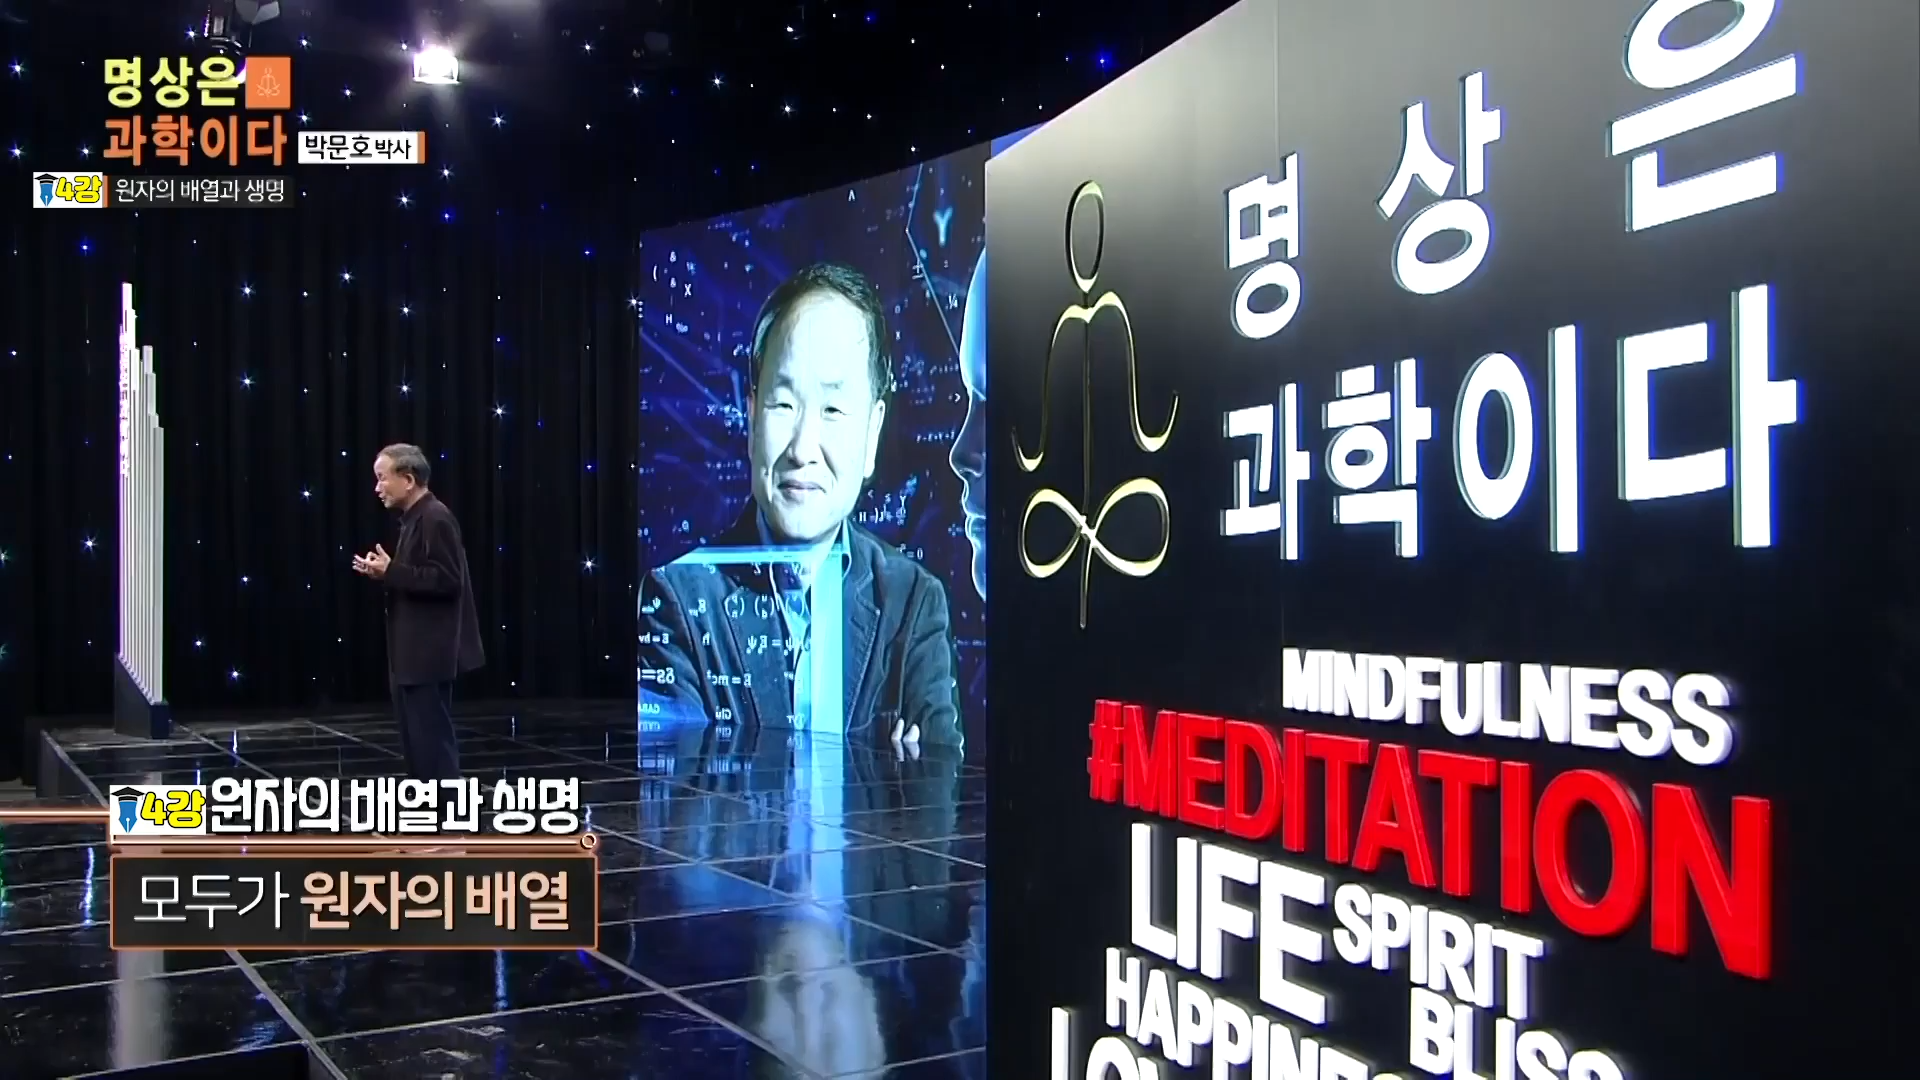 명상은
과학이다
박문호 박사
4강 원자의 배열과 생명
명상은
과학이다
MINDFULNESS
#MEDITATION
LIFE
SPIRIT
HAPPINES
BLISS
4강 원자의 배열과 생명
모두가 원자의 배열